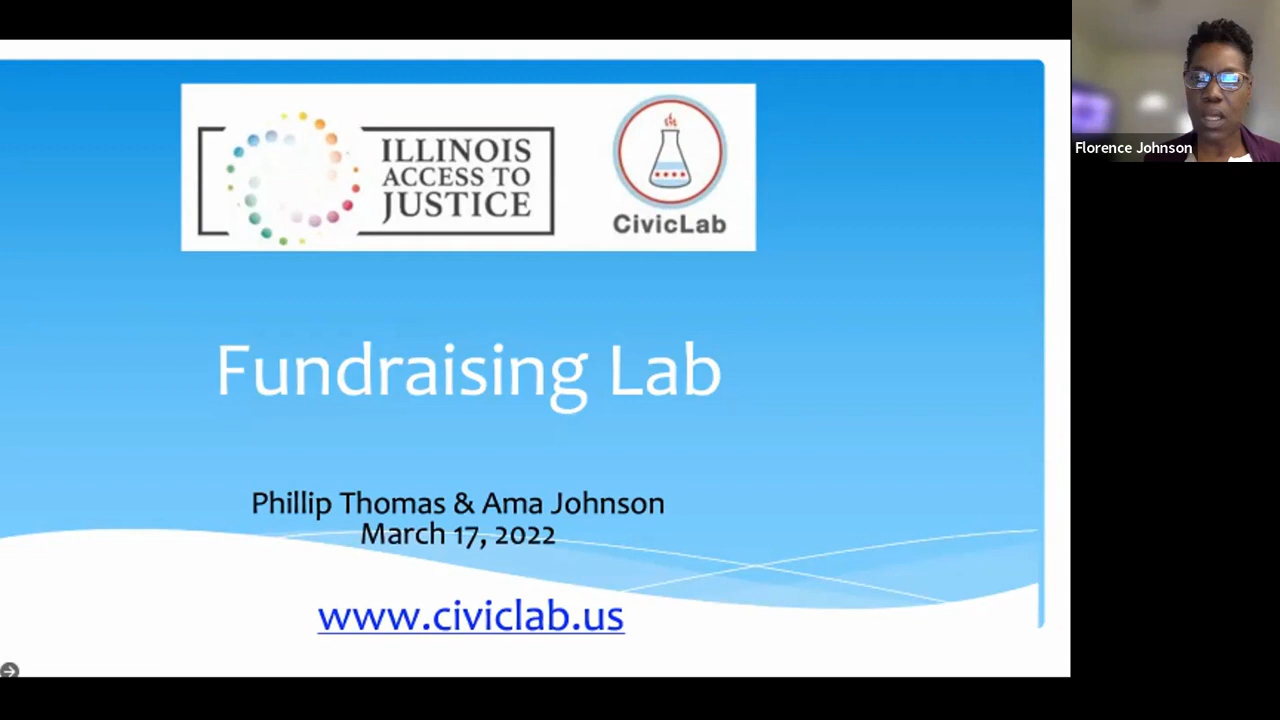 ILLINOIS
ACCESS TO
JUSTICE
CivicLab
Florence Johnson
Fundraising Lab
Phillip Thomas & Ama Johnson
March 17, 2022
www.civiclab.us